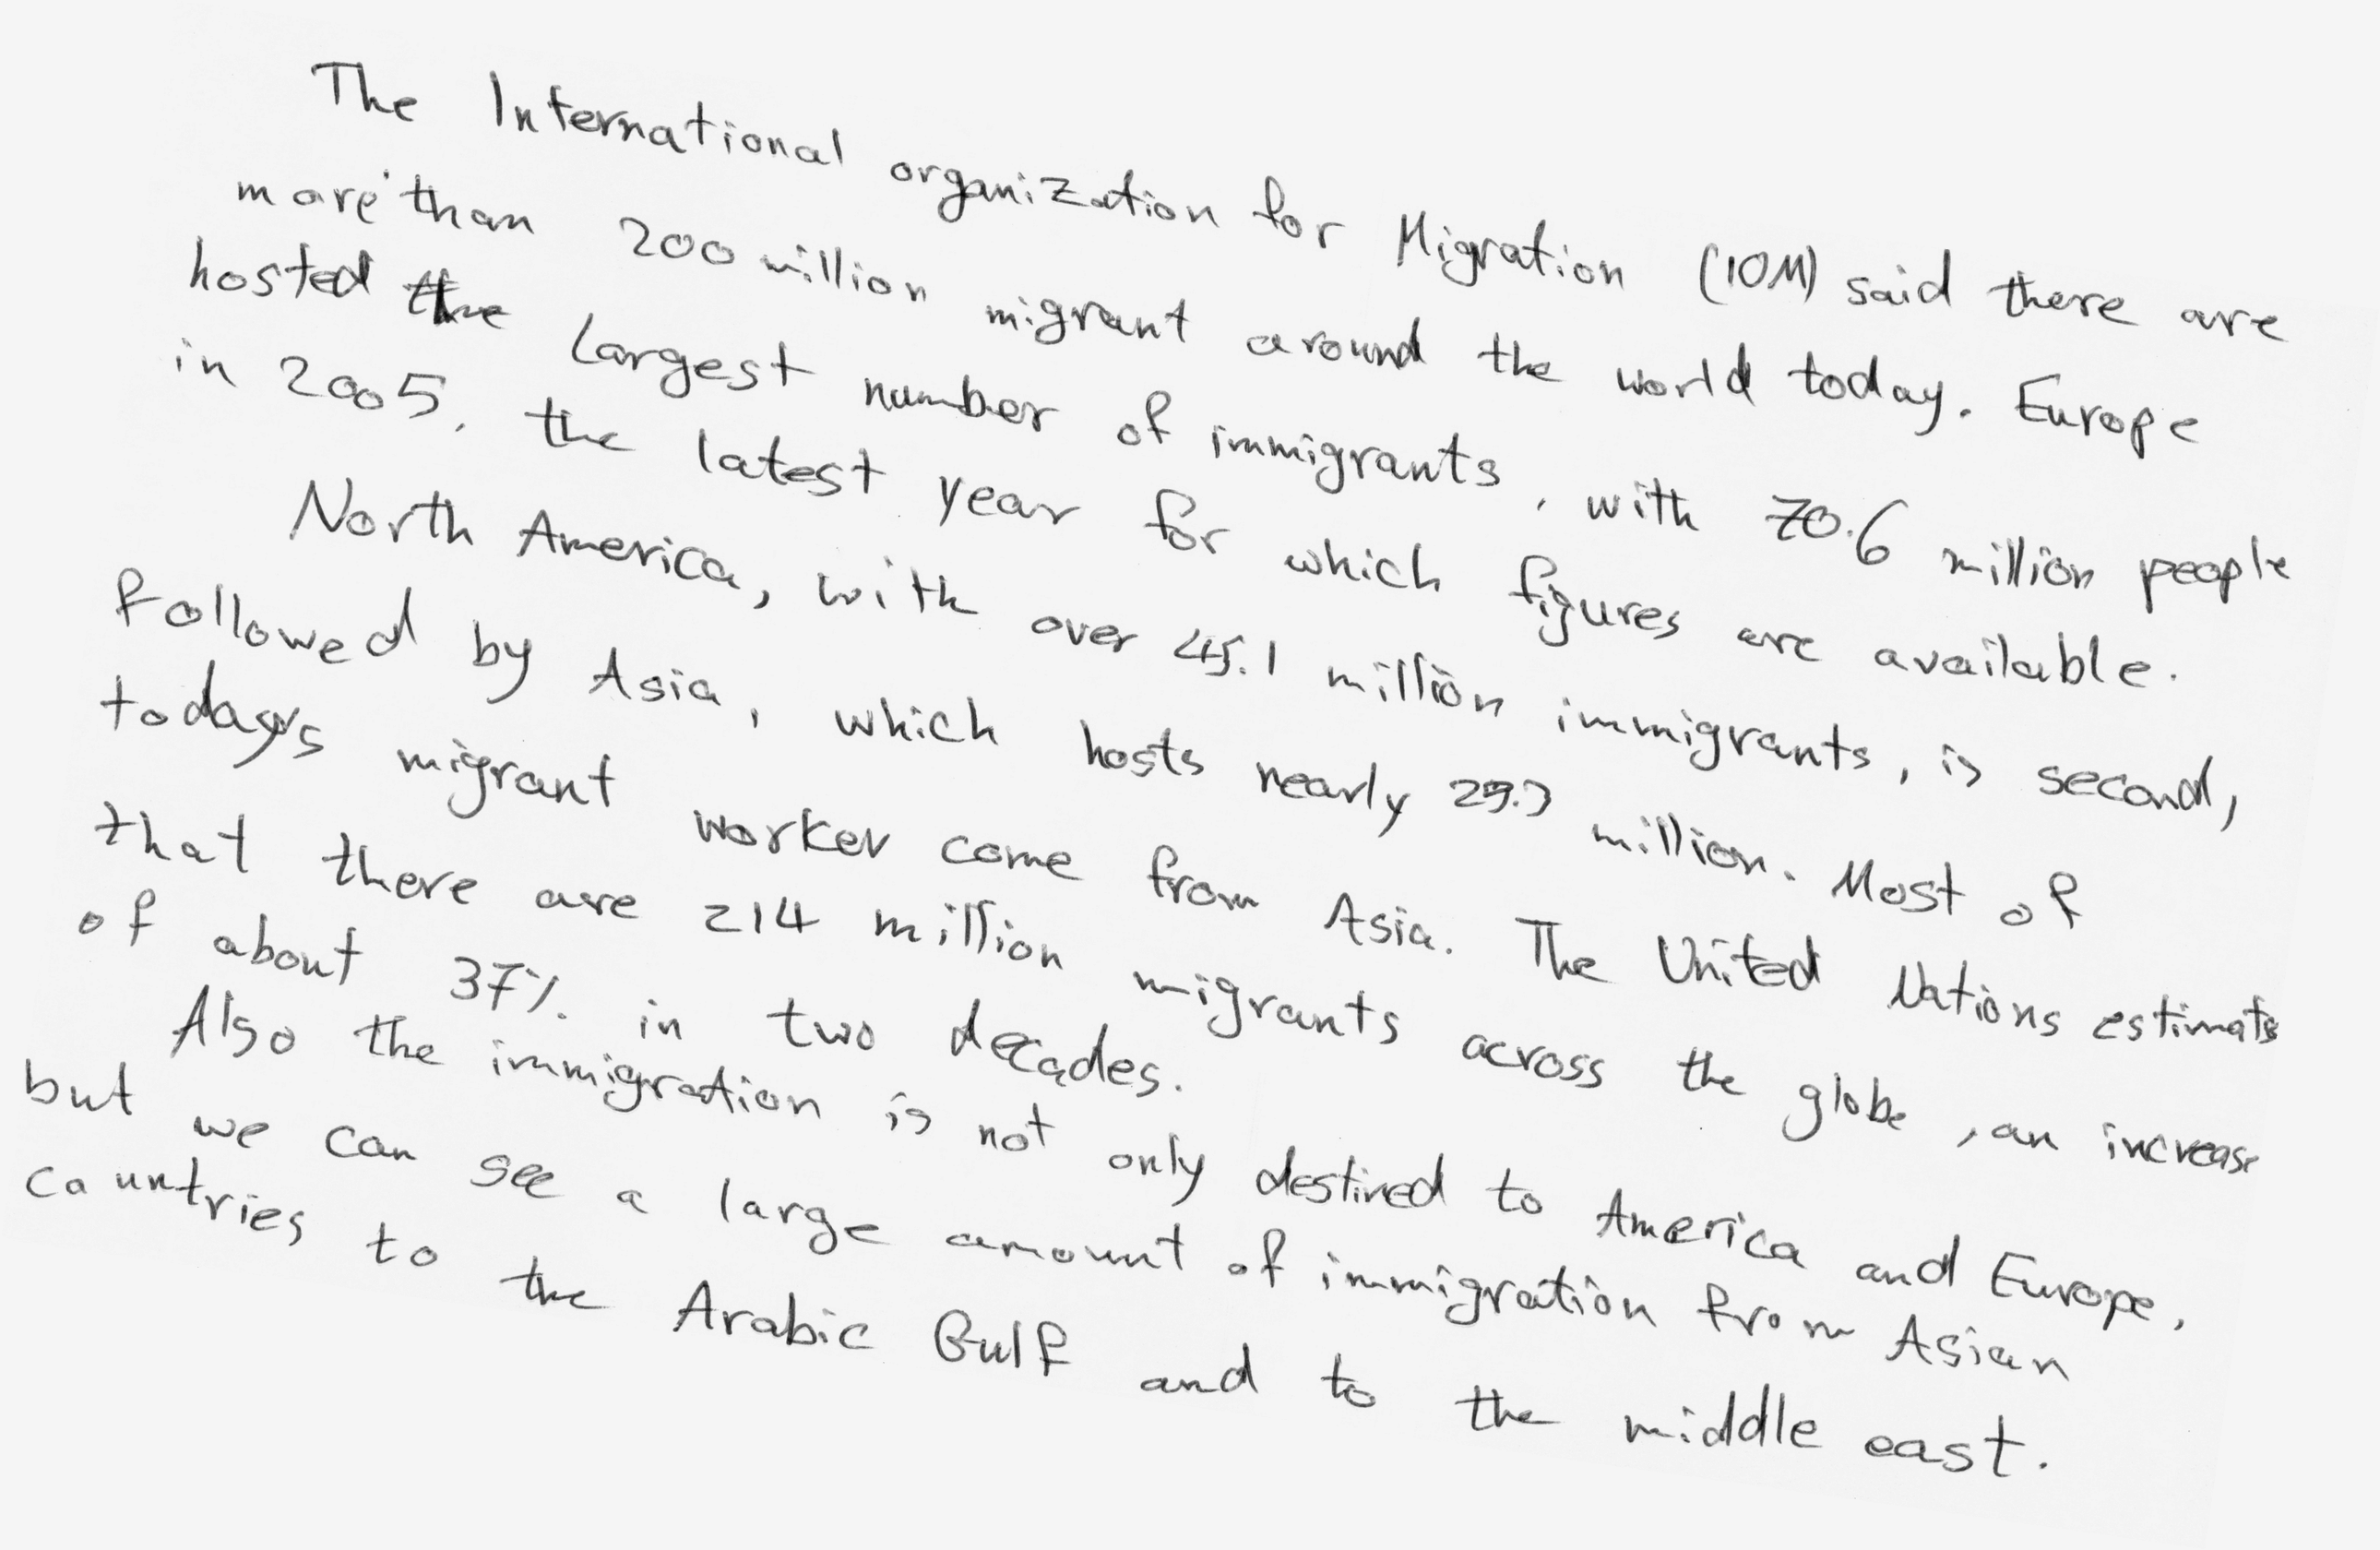 The International organization for Migration (IOM) said there are
more than 200 million migrant around the world today. Europe
hosted the Largest number of immigrants, with 70.6 million people
in 2005, the latest year for which figures are available.
North America, with over 45.1 million immigrants, is second,
followed by Asia, which hosts nearly million. Most of
today's migrant worker come from Asia. The United Nations estimate
that there are 214 million migrants across the globe, an increase
of about 37% in two decades.
Also the immigration is not only destined to America and Europe,
but we can see a large amount of immigration from Asian
countries to the Arabic Gulf and to the middle east.